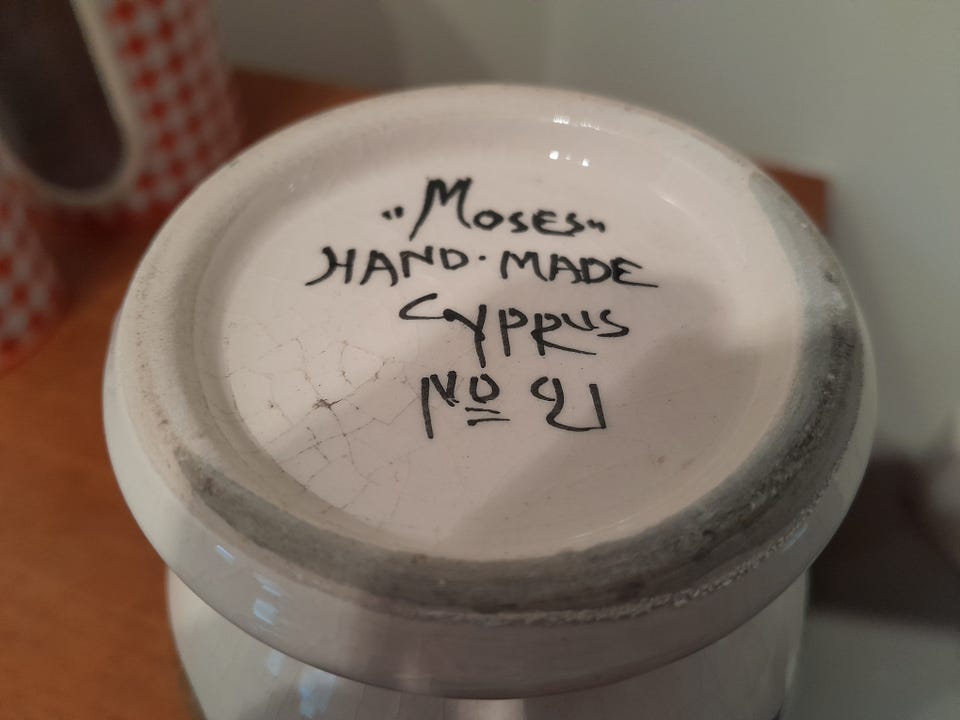 "Moses"
HAND·MADE
CYPRUS
No 21